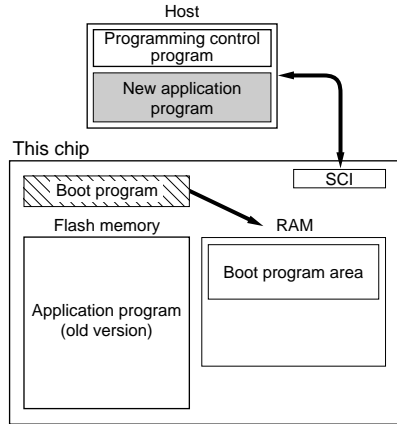 Host
Programming control
program
New application
program
This chip
SCI
Boot program
Flash memory
RAM
Boot program area
Application program
(old version)